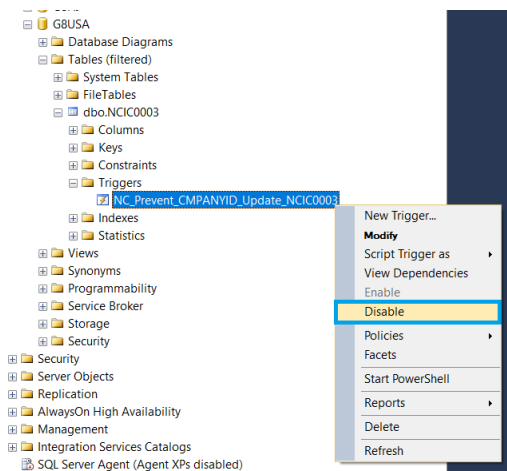 G8USA
Database Diagrams
Tables (filtered)
System Tables
FileTables
dbo.NCIC0003
Columns
Keys
Constraints
Triggers
NC_Prevent_CMPANYID_Update_NCIC0003
Indexes
Statistics
Views
Synonyms
Programmability
Service Broker
Storage
Security
Security
Server Objects
Replication
AlwaysOn High Availability
Management
Integration Services Catalogs
SQL Server Agent (Agent XPs disabled)
New Trigger...
Modify
Script Trigger as
View Dependencies
Enable
Disable
Policies
Facets
Start PowerShell
Reports
Delete
Refresh